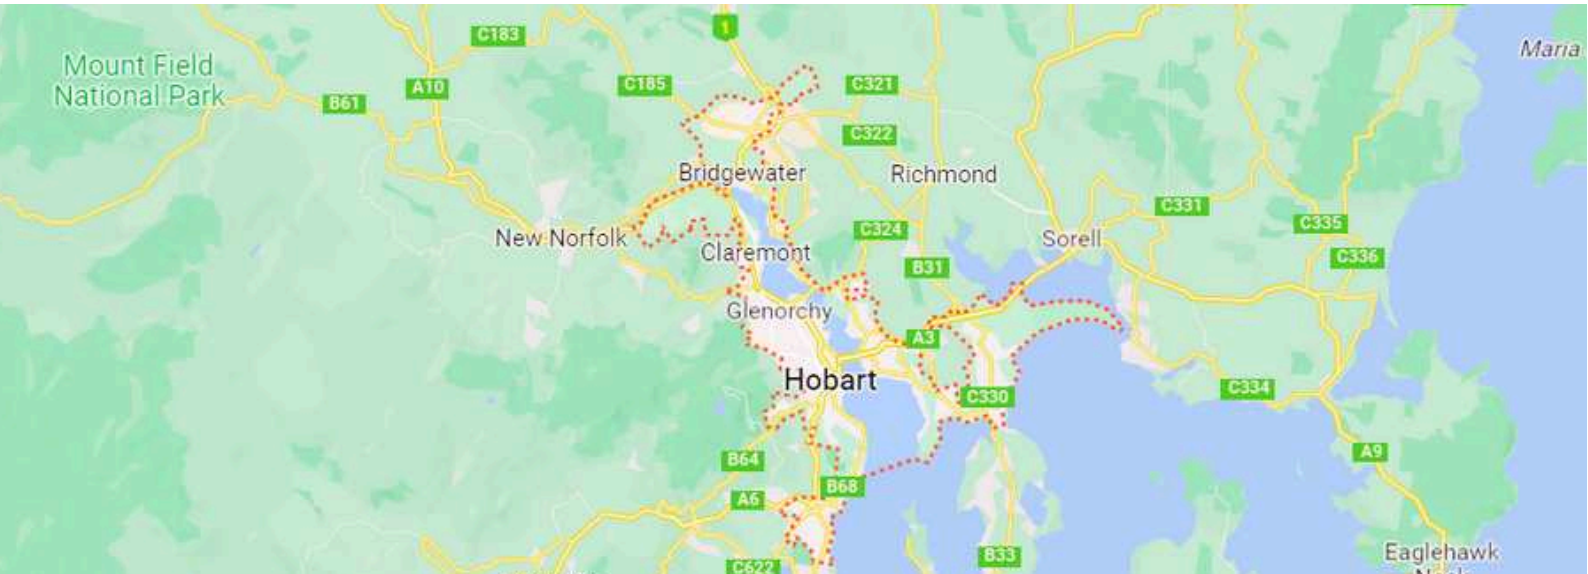 1
C183
Maria
Mount Field
National Park
C185
C321
A10
B61
C322
Bridgewater
Richmond
C331
C335
New Norfolk
C324
Sorell
Claremont
C336
B31
Glenorchy
A3
Hobart
C330
C334
B64
A9
B68
A6
Eaglehawk
B33
C622